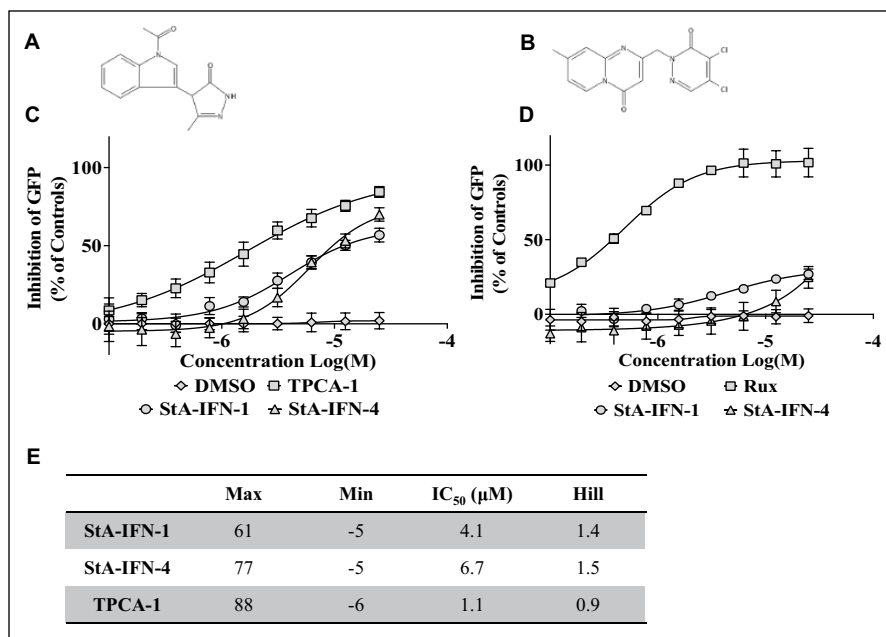 A
B
O
N
O
NH
N
N
N
O
O
N
N
Cl
Cl
C
D
Inhibition of GFP
(% of Controls)
100
50
0
-6
-5
-4
Concentration Log(M)
DMSO TPCA-1
StA-IFN-1 StA-IFN-4
Inhibition of GFP
(% of Controls)
100
50
0
-6
-5
-4
Concentration Log(M)
DMSO Rux
StA-IFN-1 StA-IFN-4
E
Max Min IC50 (µM) Hill
StA-IFN-1 61 -5 4.1 1.4
StA-IFN-4 77 -5 6.7 1.5
TPCA-1 88 -6 1.1 0.9